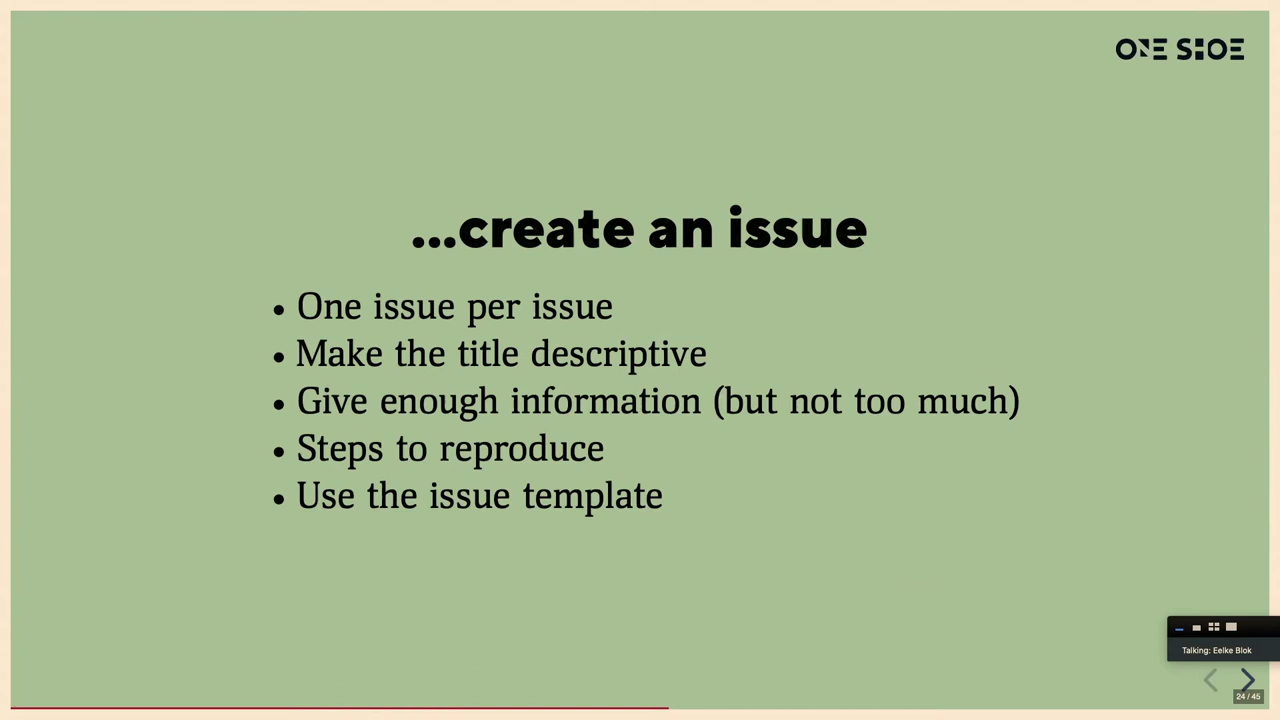 ONE SHOE
...create an issue
• One issue per issue
• Make the title descriptive
• Give enough information (but not too much)
• Steps to reproduce
• Use the issue template
Talking: Eelke Blok
24 / 45